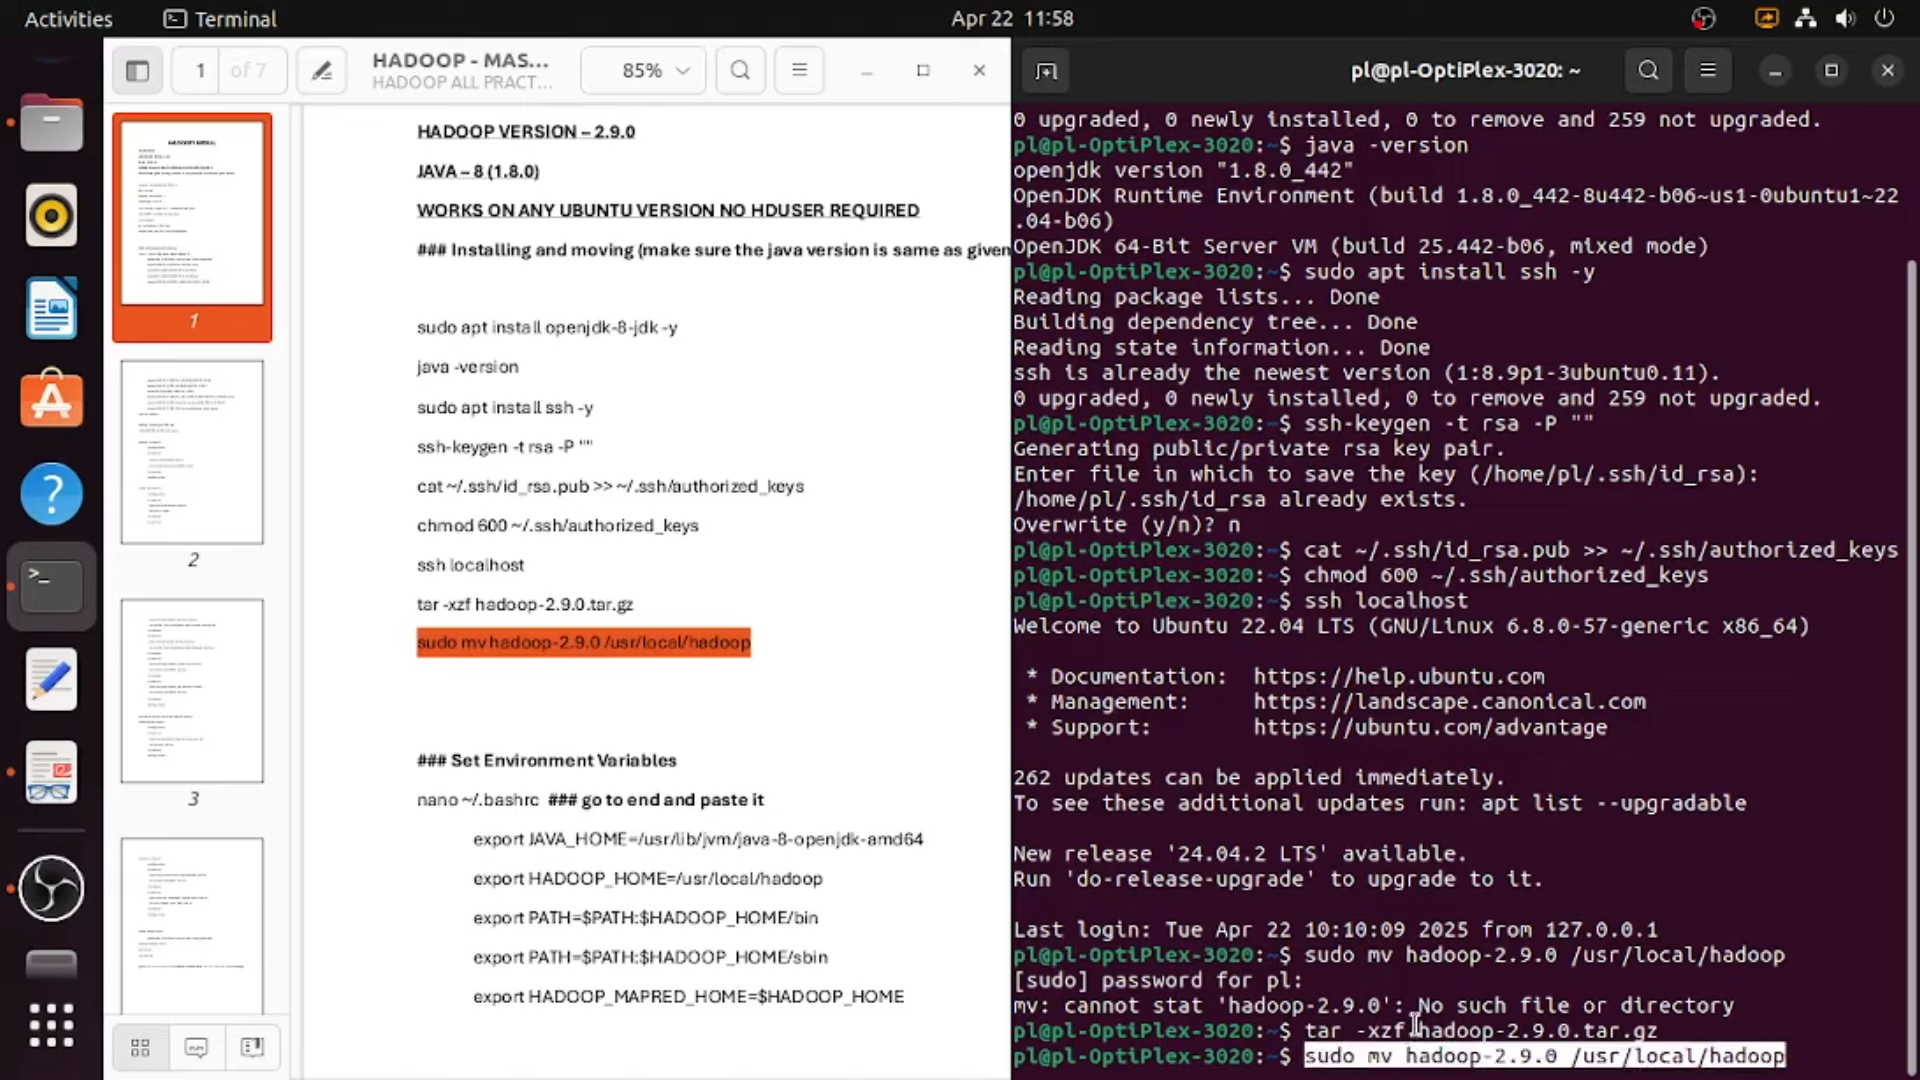 Activities
Terminal
Apr 22 11:58
1 of 7
HADOOP - MAS...
HADOOP ALL PRACT...
85%
1
2
3
HADOOP VERSION – 2.9.0
JAVA – 8 (1.8.0)
WORKS ON ANY UBUNTU VERSION NO HDUSER REQUIRED
### Installing and moving (make sure the java version is same as given
sudo apt install openjdk-8-jdk -y
java -version
sudo apt install ssh -y
ssh-keygen -t rsa -P ""
cat ~/.ssh/id_rsa.pub >> ~/.ssh/authorized_keys
chmod 600 ~/.ssh/authorized_keys
ssh localhost
tar -xzf hadoop-2.9.0.tar.gz
sudo mv hadoop-2.9.0 /usr/local/hadoop
### Set Environment Variables
nano ~/.bashrc ### go to end and paste it
export JAVA_HOME=/usr/lib/jvm/java-8-openjdk-amd64
export HADOOP_HOME=/usr/local/hadoop
export PATH=$PATH:$HADOOP_HOME/bin
export PATH=$PATH:$HADOOP_HOME/sbin
export HADOOP_MAPRED_HOME=$HADOOP_HOME
pl@pl-OptiPlex-3020: ~
0 upgraded, 0 newly installed, 0 to remove and 259 not upgraded.
pl@pl-OptiPlex-3020:~$ java -version
openjdk version "1.8.0_442"
OpenJDK Runtime Environment (build 1.8.0_442-8u442-b06~us1-0ubuntu1~22
.04-b06)
OpenJDK 64-Bit Server VM (build 25.442-b06, mixed mode)
pl@pl-OptiPlex-3020:~$ sudo apt install ssh -y
Reading package lists... Done
Building dependency tree... Done
Reading state information... Done
ssh is already the newest version (1:8.9p1-3ubuntu0.11).
0 upgraded, 0 newly installed, 0 to remove and 259 not upgraded.
pl@pl-OptiPlex-3020:~$ ssh-keygen -t rsa -P ""
Generating public/private rsa key pair.
Enter file in which to save the key (/home/pl/.ssh/id_rsa):
/home/pl/.ssh/id_rsa already exists.
Overwrite (y/n)? n
pl@pl-OptiPlex-3020:~$ cat ~/.ssh/id_rsa.pub >> ~/.ssh/authorized_keys
pl@pl-OptiPlex-3020:~$ chmod 600 ~/.ssh/authorized_keys
pl@pl-OptiPlex-3020:~$ ssh localhost
Welcome to Ubuntu 22.04 LTS (GNU/Linux 6.8.0-57-generic x86_64)
* Documentation: https://help.ubuntu.com
* Management: https://landscape.canonical.com
* Support: https://ubuntu.com/advantage
262 updates can be applied immediately.
To see these additional updates run: apt list --upgradable
New release '24.04.2 LTS' available.
Run 'do-release-upgrade' to upgrade to it.
Last login: Tue Apr 22 10:10:09 2025 from 127.0.0.1
pl@pl-OptiPlex-3020:~$ sudo mv hadoop-2.9.0 /usr/local/hadoop
[sudo] password for pl:
mv: cannot stat 'hadoop-2.9.0': No such file or directory
pl@pl-OptiPlex-3020:~$ tar -xzf hadoop-2.9.0.tar.gz
pl@pl-OptiPlex-3020:~$ sudo mv hadoop-2.9.0 /usr/local/hadoop